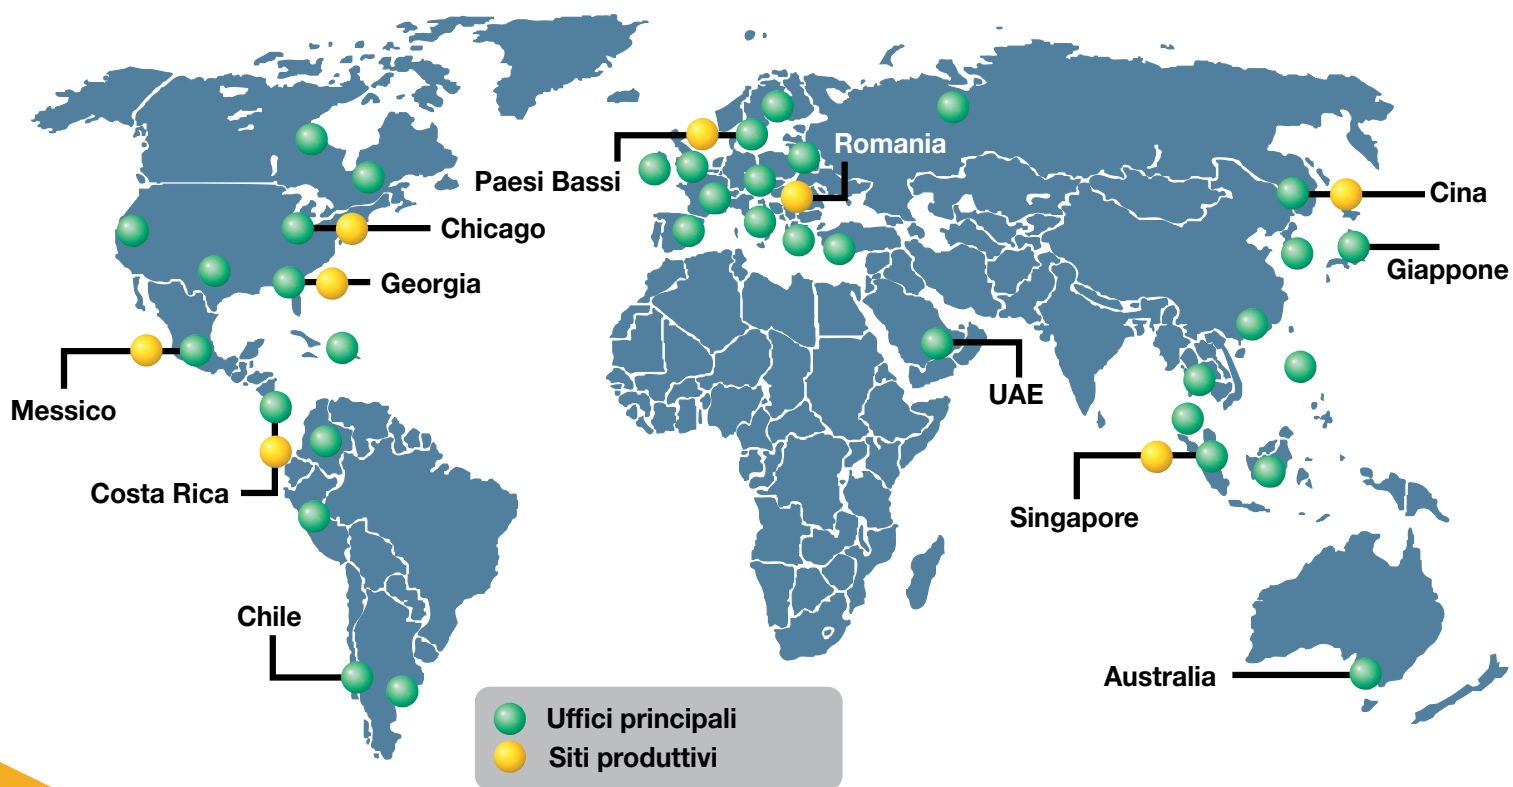 Romania
Paesi Bassi
Cina
Chicago
Giappone
Georgia
UAE
Messico
Costa Rica
Singapore
Chile
Australia
Uffici principali
Siti produttivi